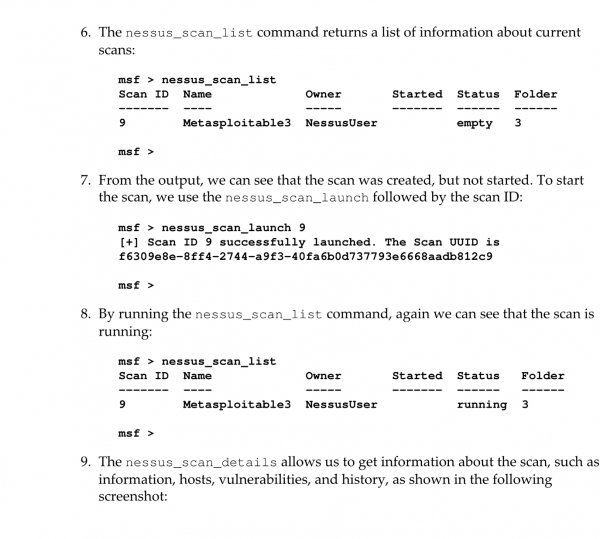 6. The nessus_scan_list command returns a list of information about current
scans:
msf > nessus_scan_list
Scan ID Name Owner Started Status Folder
------- ---- ----- ------- ------ ------
9 Metasploitable3 NessusUser empty 3
msf >
7. From the output, we can see that the scan was created, but not started. To start
the scan, we use the nessus_scan_launch followed by the scan ID:
msf > nessus_scan_launch 9
[+] Scan ID 9 successfully launched. The Scan UUID is
f6309e8e-8ff4-2744-a9f3-40fa6b0d737793e6668aadb812c9
msf >
8. By running the nessus_scan_list command, again we can see that the scan is
running:
msf > nessus_scan_list
Scan ID Name Owner Started Status Folder
------- ---- ----- ------- ------ ------
9 Metasploitable3 NessusUser running 3
msf >
9. The nessus_scan_details allows us to get information about the scan, such as
information, hosts, vulnerabilities, and history, as shown in the following
screenshot: